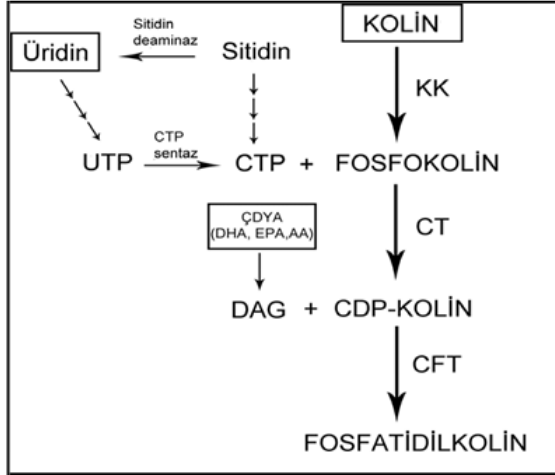 Sitidin
deaminaz
KOLİN
Üridin
Sitidin
KK
CTP
sentaz
UTP
CTP + FOSFOKOLİN
ÇDYA
(DHA, EPA,AA)
CT
DAG + CDP-KOLİN
CFT
FOSFATİDİLKOLİN